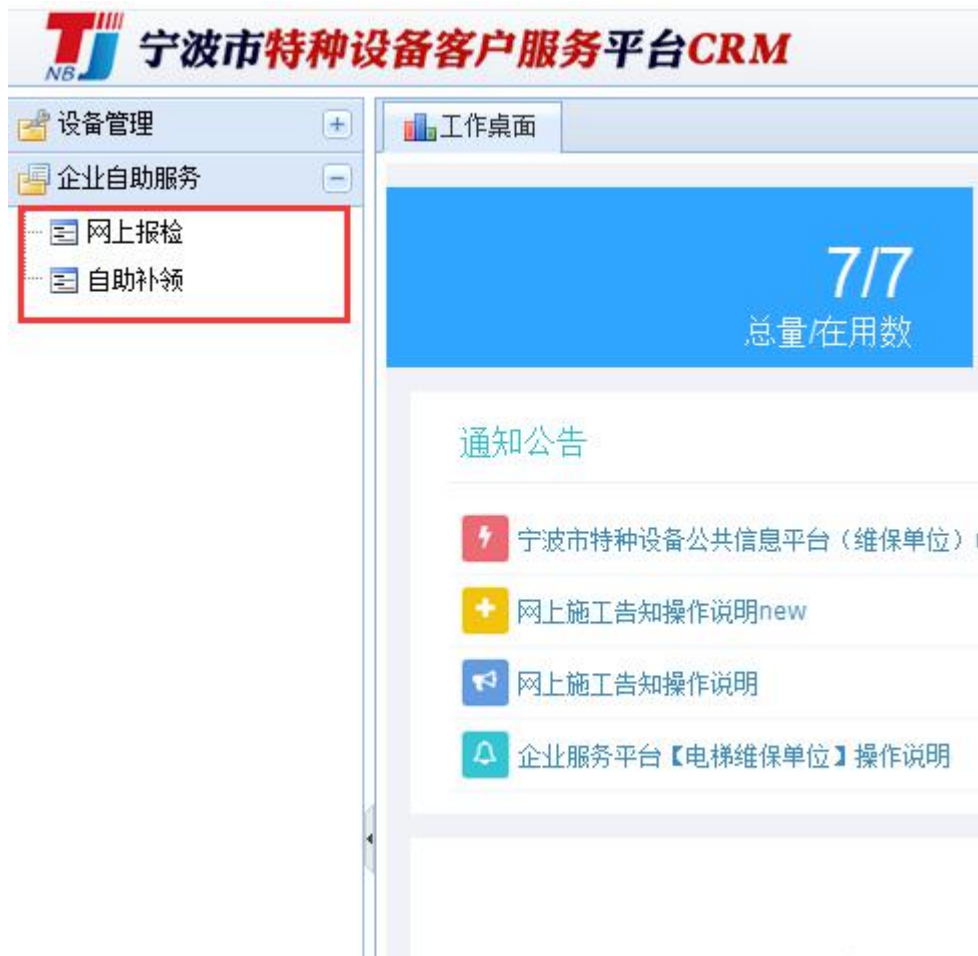 TJ NB 宁波市特种设备客户服务平台CRM
设备管理
企业自助服务
网上报检
自助补领
工作桌面
7/7
总量/在用数
通知公告
宁波市特种设备公共信息平台（维保单位）
网上施工告知操作说明new
网上施工告知操作说明
企业服务平台【电梯维保单位】操作说明